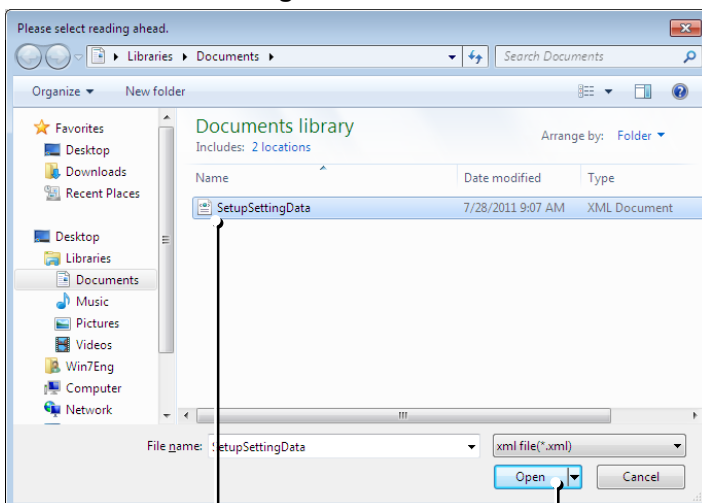 Please select reading ahead.
Libraries Documents Search Documents
Organize New folder
Favorites
Desktop
Downloads
Recent Places
Desktop
Libraries
Documents
Music
Pictures
Videos
Win7Eng
Computer
Network
Documents library
Includes: 2 locations
Arrange by: Folder
Name Date modified Type
SetupSettingData 7/28/2011 9:07 AM XML Document
File name: SetupSettingData xml file(*.xml)
Open Cancel